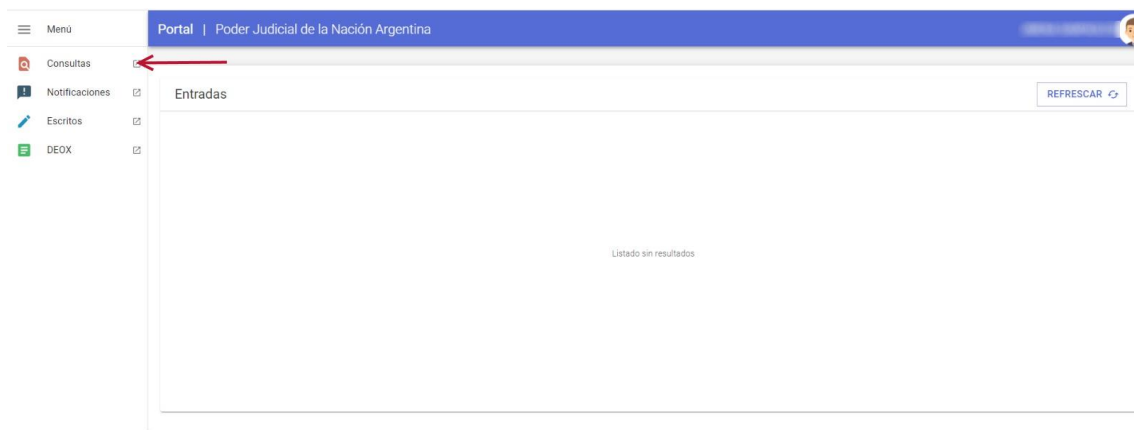 Menú
Portal | Poder Judicial de la Nación Argentina
Consultas
Notificaciones
Escritos
DEOX
Entradas
REFRESCAR
Listado sin resultados